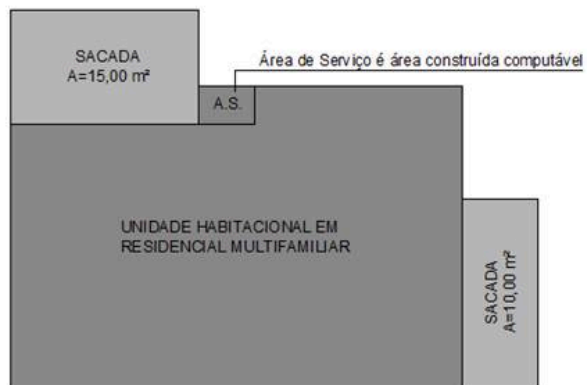 SACADA
A=15,00 m²
Área de Serviço é área construída computável
A.S.
UNIDADE HABITACIONAL EM
RESIDENCIAL MULTIFAMILIAR
SACADA
A=10,00 m²